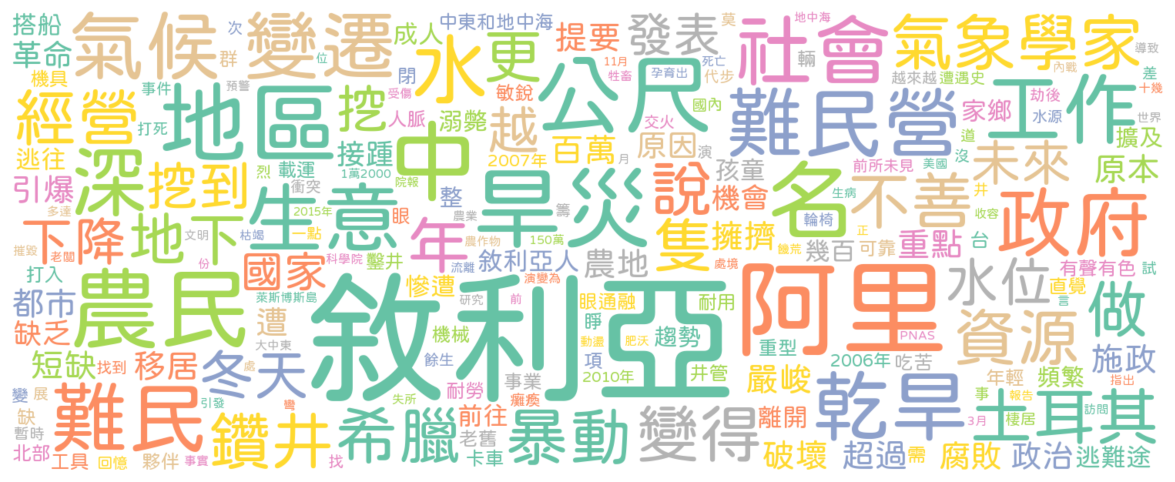 搭船
氣候變遷
次
群
位
成人
中東和地中海
水
更
提要
發表
地中海
社會
氣象學家
導致
革命
機具
事件
預警
閉
受傷
11月
牲畜
死亡
孕育出
代步
輛
越來越
遭遇史
內戰
差
十幾
經營
地區
挖
人脈
敏銳
公尺
國內
難民營
家鄉
劫後
水源
工作
世界
打死
溺斃
越
交火
道
沒
擴及
逃往
深
挖到
烈
載運
接踵
1萬2000
中
2007年
百萬
原因
演
月
前所未見
美國
未來
原本
引爆
衝突
院報
整
孩童
說
機會
名
生病
不善
井
多達
生意
2015年
眼
農業
旱災
籌
輪椅
收容
政府
下降
地下
文明
枯竭
一點
年
農作物
150萬
隻
擁擠
幾百
正
可靠
重點
台
摧毀
老闆
份
國家
科學院
鑿井
流離
敘利亞人
農地
處境
饑荒
水位
有聲有色
試
打入
農民
萊斯博斯島
慘遭
演變為
阿里
直覺
言
都市
遭
研究
前
眼通融
耐用
做
缺乏
大中東
敘利亞
機械
睜
趨勢
PNAS
資源
短缺
找到
移居
冬天
處
餘生
動盪
肥沃
項
重型
2006年
吃苦
施政
2010年
井管
嚴峻
年輕
頻繁
變
展
引發
彎
失所
耐勞
事業
癱瘓
乾旱
事
報告
指出
缺
難民
鑽井
希臘
前往
暴動
變得
離開
3月
棲居
訪問
土耳其
暫時
老舊
北部
工具
回憶
事實
夥伴
找
卡車
破壞
超過
需
腐敗
政治
逃難途